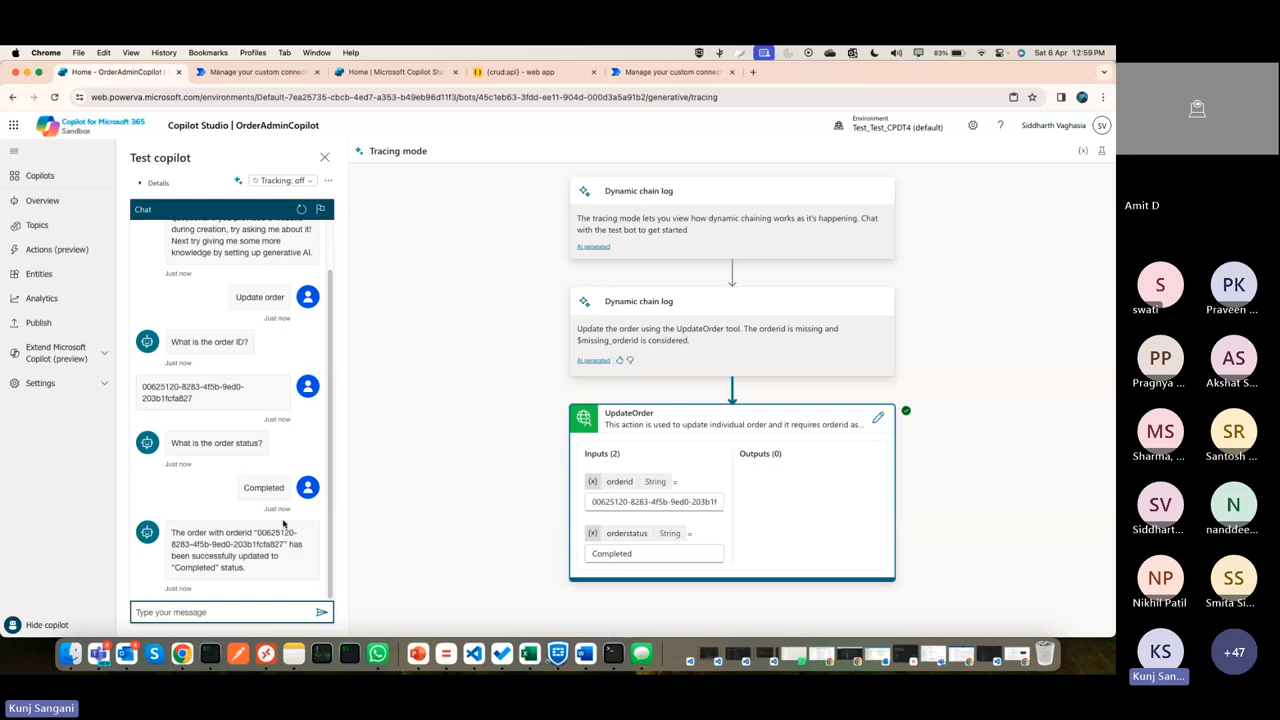 Chrome File Edit View History Bookmarks Profiles Tab Window Help 83% Sat 6 Apr 12:59 PM
Home - OrderAdminCopilot | Manage your custom connec Home | Microsoft Copilot Stu {crud:api} - web app Manage your custom connec
web.powerva.microsoft.com/environments/Default-7ea25735-cbcb-4ed7-a353-b49eb96d11f3/bots/45c1eb63-3fdd-ee11-904d-000d3a5a91b2/generative/tracing
Copilot for Microsoft 365
Sandbox
Copilot Studio | OrderAdminCopilot
Environment
Test_Test_CPDT4 (default)
Siddharth Vaghasia SV
Copilots
Overview
Topics
Actions (preview)
Entities
Analytics
Publish
Extend Microsoft
Copilot (preview)
Settings
Hide copilot
Test copilot
Details
Tracking: off
Chat
during creation, try asking me about it!
Next try giving me some more
knowledge by setting up generative AI.
Just now
Update order
Just now
What is the order ID?
Just now
00625120-8283-4f5b-9ed0-
203b1fcfa827
Just now
What is the order status?
Just now
Completed
Just now
The order with orderid "00625120-
8283-4f5b-9ed0-203b1fcfa827" has
been successfully updated to
"Completed" status.
Just now
Type your message
Tracing mode
{x}
Dynamic chain log
The tracing mode lets you view how dynamic chaining works as it's happening. Chat
with the test bot to get started.
AI generated
Dynamic chain log
Update the order using the UpdateOrder tool. The orderid is missing and
$missing_orderid is considered.
AI generated
UpdateOrder
This action is used to update individual order and it requires orderid as...
Inputs (2)
Outputs (0)
{x} orderid String =
00625120-8283-4f5b-9ed0-203b1f
{x} orderstatus String =
Completed
Amit D
S
swati
PK
Praveen ...
PP
Pragnya ...
AS
Akshat S...
MS
Sharma, ...
SR
Santosh ...
SV
Siddhart...
N
nanddee...
NP
Nikhil Patil
SS
Smita Si...
KS
Kunj San...
+47
Kunj Sangani